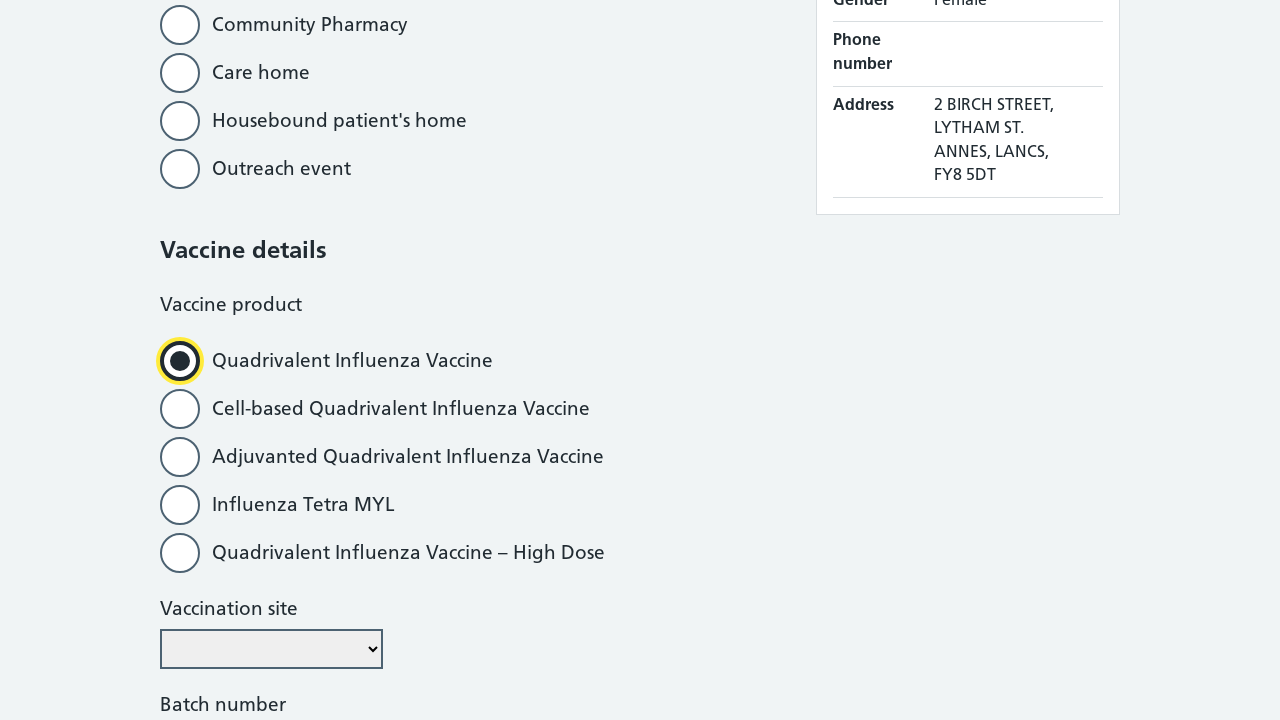 Community Pharmacy
Care home
Housebound patient's home
Outreach event
Vaccine details
Vaccine product
Quadrivalent Influenza Vaccine
Cell-based Quadrivalent Influenza Vaccine
Adjuvanted Quadrivalent Influenza Vaccine
Influenza Tetra MYL
Quadrivalent Influenza Vaccine – High Dose
Vaccination site
Batch number
Gender Female
Phone
number
Address 2 BIRCH STREET,
LYTHAM ST.
ANNES, LANCS,
FY8 5DT